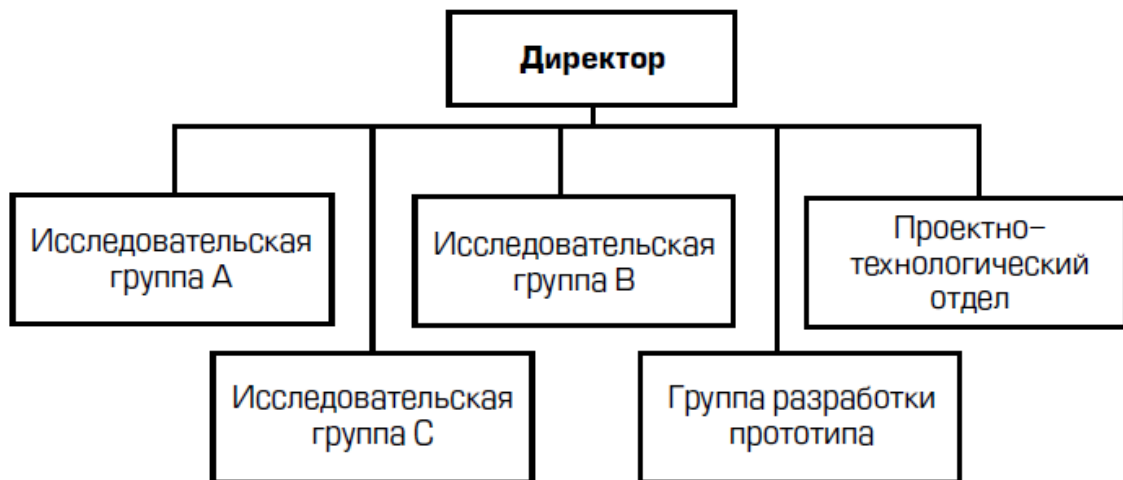 Директор
Исследовательская
группа А
Исследовательская
группа В
Проектно-
технологический
отдел
Исследовательская
группа С
Группа разработки
прототипа